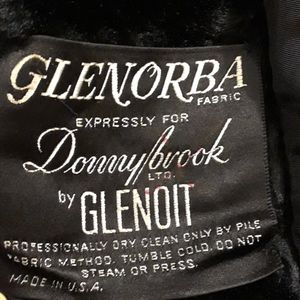 GLENORBA
FABRIC
EXPRESSLY FOR
Donnybrook
LTD.
by
GLENOIT
PROFESSIONALLY DRY CLEAN ONLY BY PILE
FABRIC METHOD. TUMBLE COLD. DO NOT
STEAM OR PRESS.
MADE IN U.S.A.